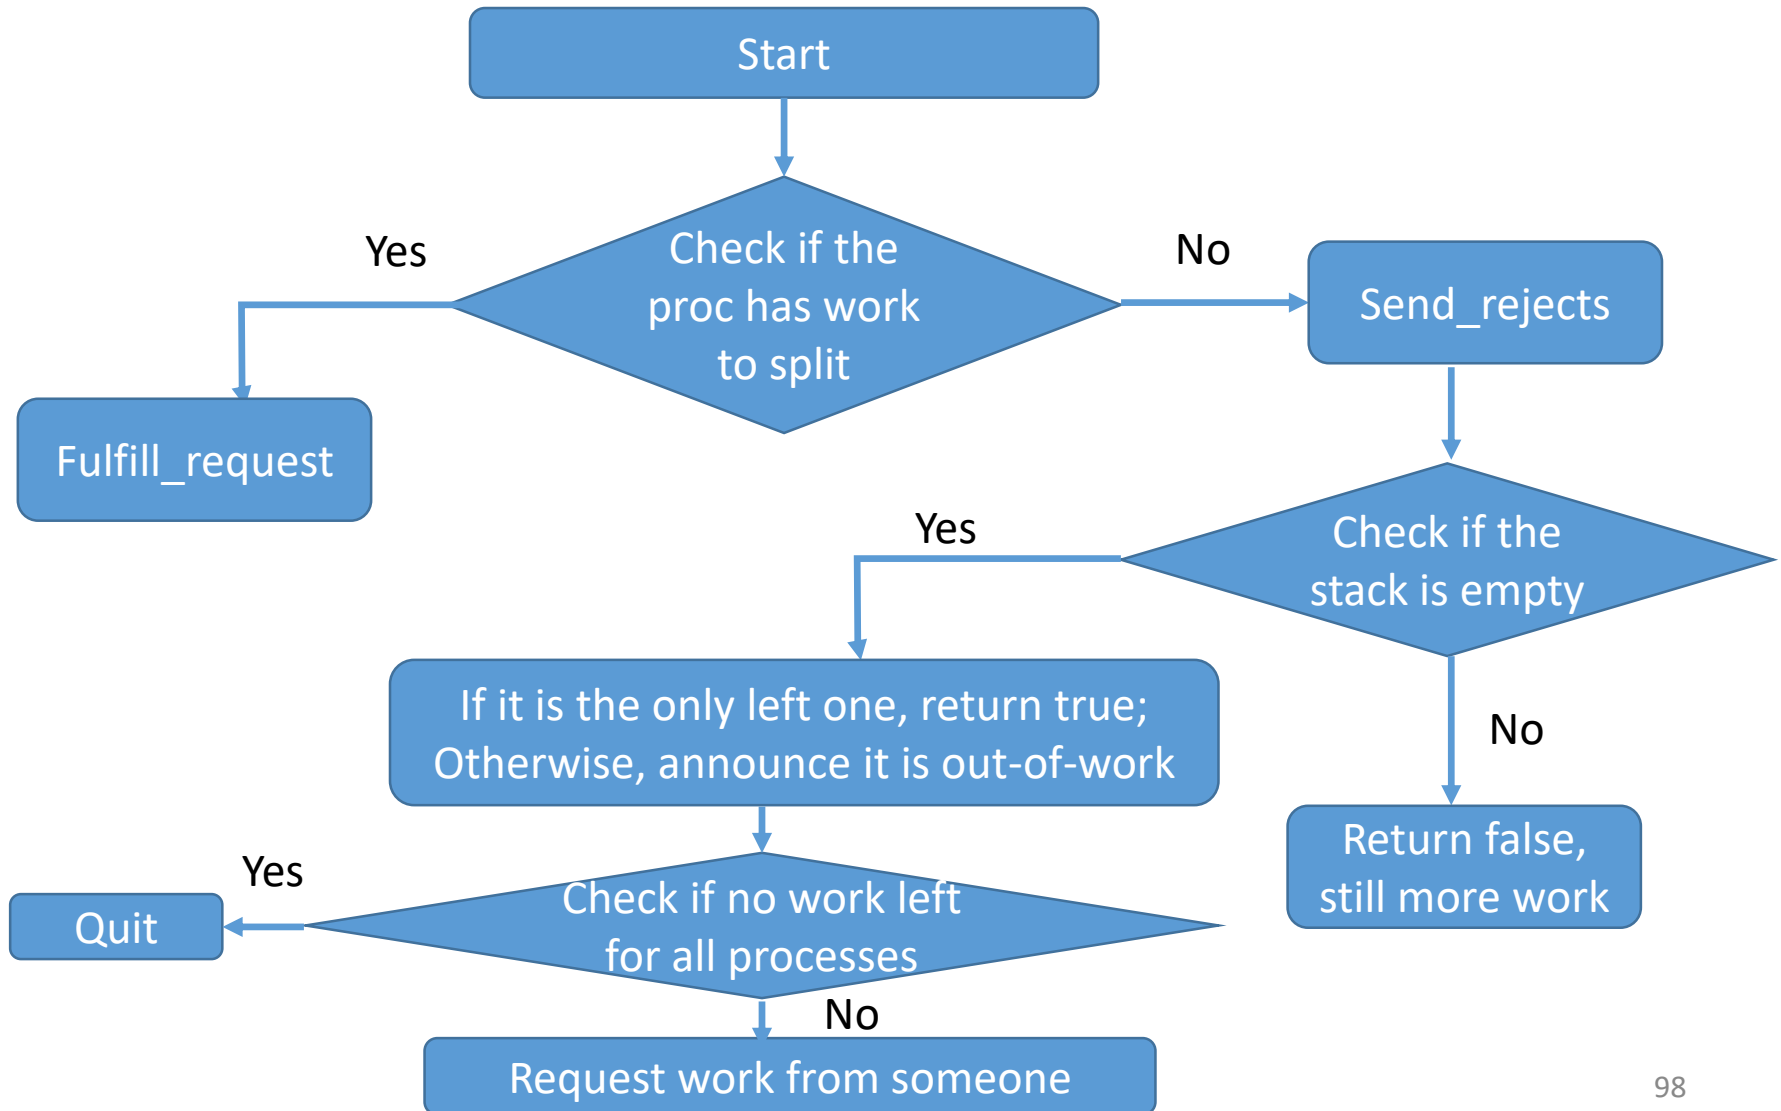 Start
Yes
Check if the
proc has work
to split
No
Send_rejects
Fulfill_request
Yes
Check if the
stack is empty
If it is the only left one, return true;
Otherwise, announce it is out-of-work
No
Return false,
still more work
Yes
Check if no work left
for all processes
Quit
No
Request work from someone
98